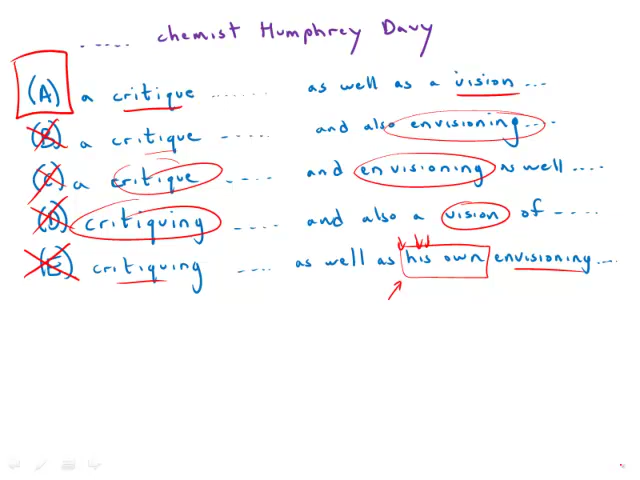 ..... chemist Humphrey Davy
(A) a critique ....... as well as a vision ...
(B) a critique ..... and also envisioning ....
(C) a critique ..... and envisioning as well ....
(D) critiquing ..... and also a vision of .....
(E) critiquing .... as well as his own envisioning ....